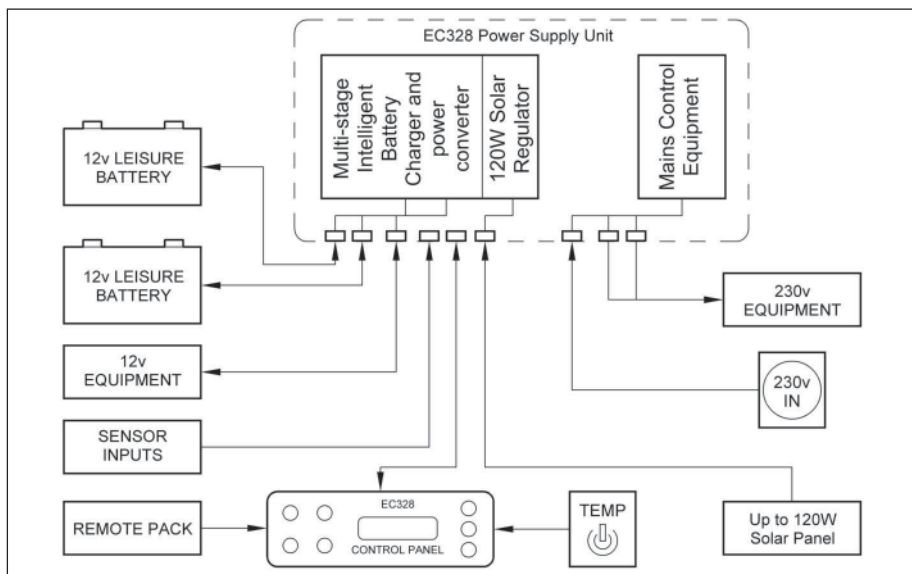 EC328 Power Supply Unit
Multi-stage
Intelligent
Battery
Charger and
power
converter
120W Solar
Regulator
Mains Control
Equipment
12v LEISURE
BATTERY
12v LEISURE
BATTERY
12v
EQUIPMENT
SENSOR
INPUTS
REMOTE PACK
EC328
CONTROL PANEL
TEMP
230v
EQUIPMENT
230v
IN
Up to 120W
Solar Panel